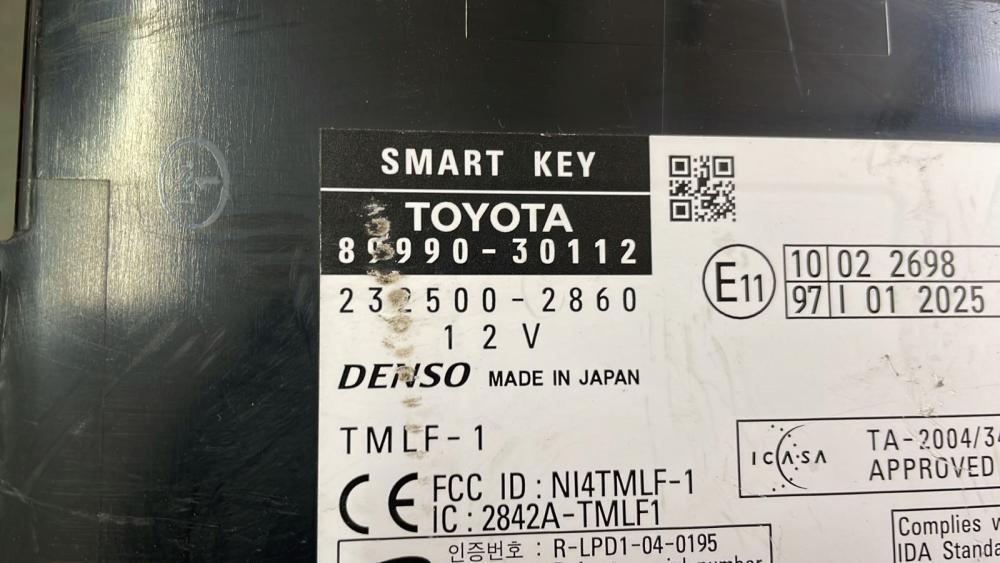 SMART KEY
TOYOTA
89990-30112
232500-2860
12V
DENSO MADE IN JAPAN
TMLF-1
CE FCC ID : NI4TMLF-1
IC : 2842A-TMLF1
인증번호 : R-LPD1-04-0195
E11
10 02 2698
97 I 01 2025
ICASA
TA-2004/34
APPROVED
Complies
IDA Standa